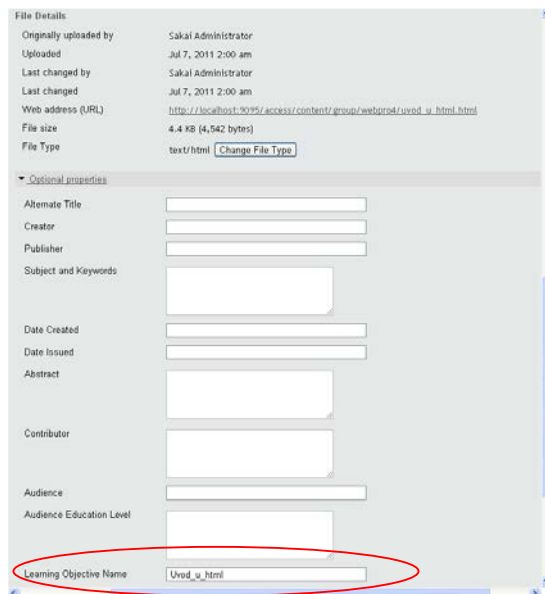 File Details
Originally uploaded by Sakai Administrator
Uploaded Jul 7, 2011 2:00 am
Last changed by Sakai Administrator
Last changed Jul 7, 2011 2:00 am
Web address (URL) http://localhost:9095/access/content/group/webpro4/uvod_u_html.html
File size 4.4 KB (4,542 bytes)
File Type text/html Change File Type
Optional properties
Alternate Title
Creator
Publisher
Subject and Keywords
Date Created
Date Issued
Abstract
Contributor
Audience
Audience Education Level
Learning Objective Name Uvod_u_html